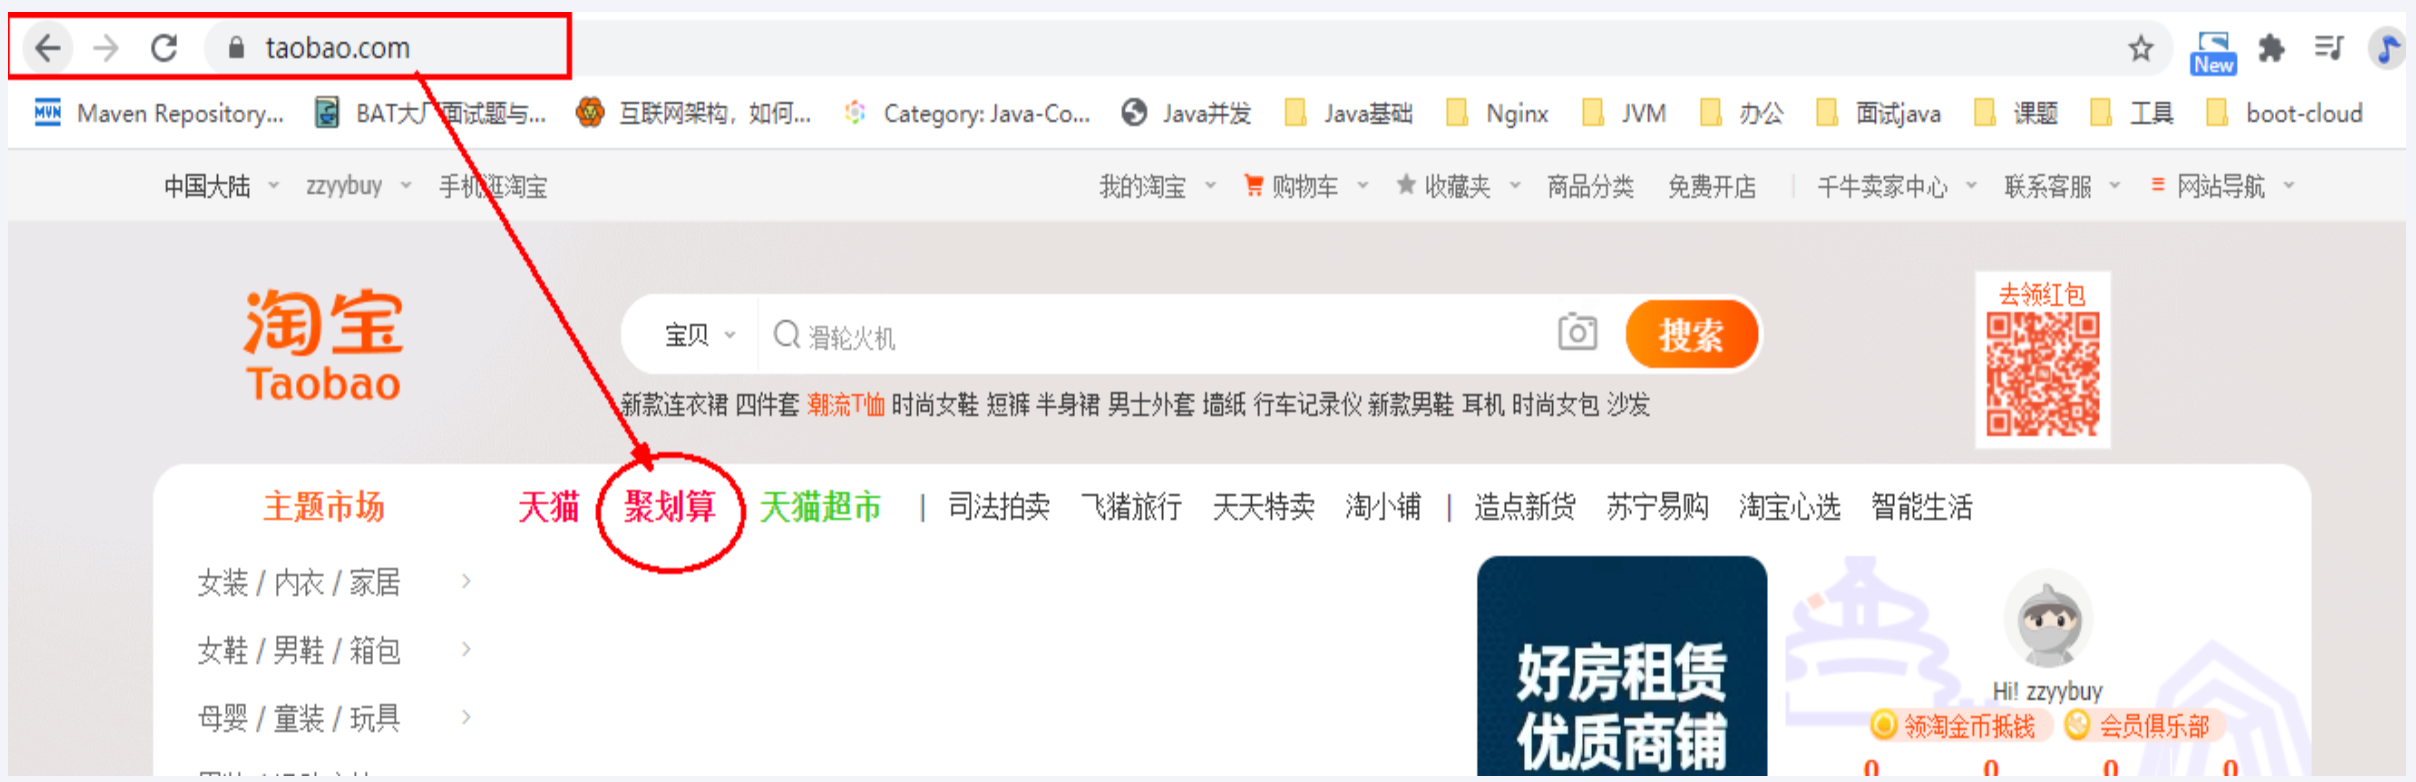 taobao.com
New
Maven Repository... BAT大厂面试题与... 互联网架构，如何... Category: Java-Co... Java并发 Java基础 Nginx JVM 办公 面试java 课题 工具 boot-cloud
中国大陆 zzyybuy 手机逛淘宝 我的淘宝 购物车 收藏夹 商品分类 免费开店 千牛卖家中心 联系客服 网站导航
去领红包
淘宝
Taobao
宝贝 滑轮火机 搜索
新款连衣裙 四件套 潮流T恤 时尚女鞋 短裤 半身裙 男士外套 墙纸 行车记录仪 新款男鞋 耳机 时尚女包 沙发
主题市场 天猫 聚划算 天猫超市 | 司法拍卖 飞猪旅行 天天特卖 淘小铺 | 造点新货 苏宁易购 淘宝心选 智能生活
女装 / 内衣 / 家居
女鞋 / 男鞋 / 箱包
母婴 / 童装 / 玩具
好房租赁
优质商铺
Hi! zzyybuy
领淘金币抵钱 会员俱乐部
0 0 0 0